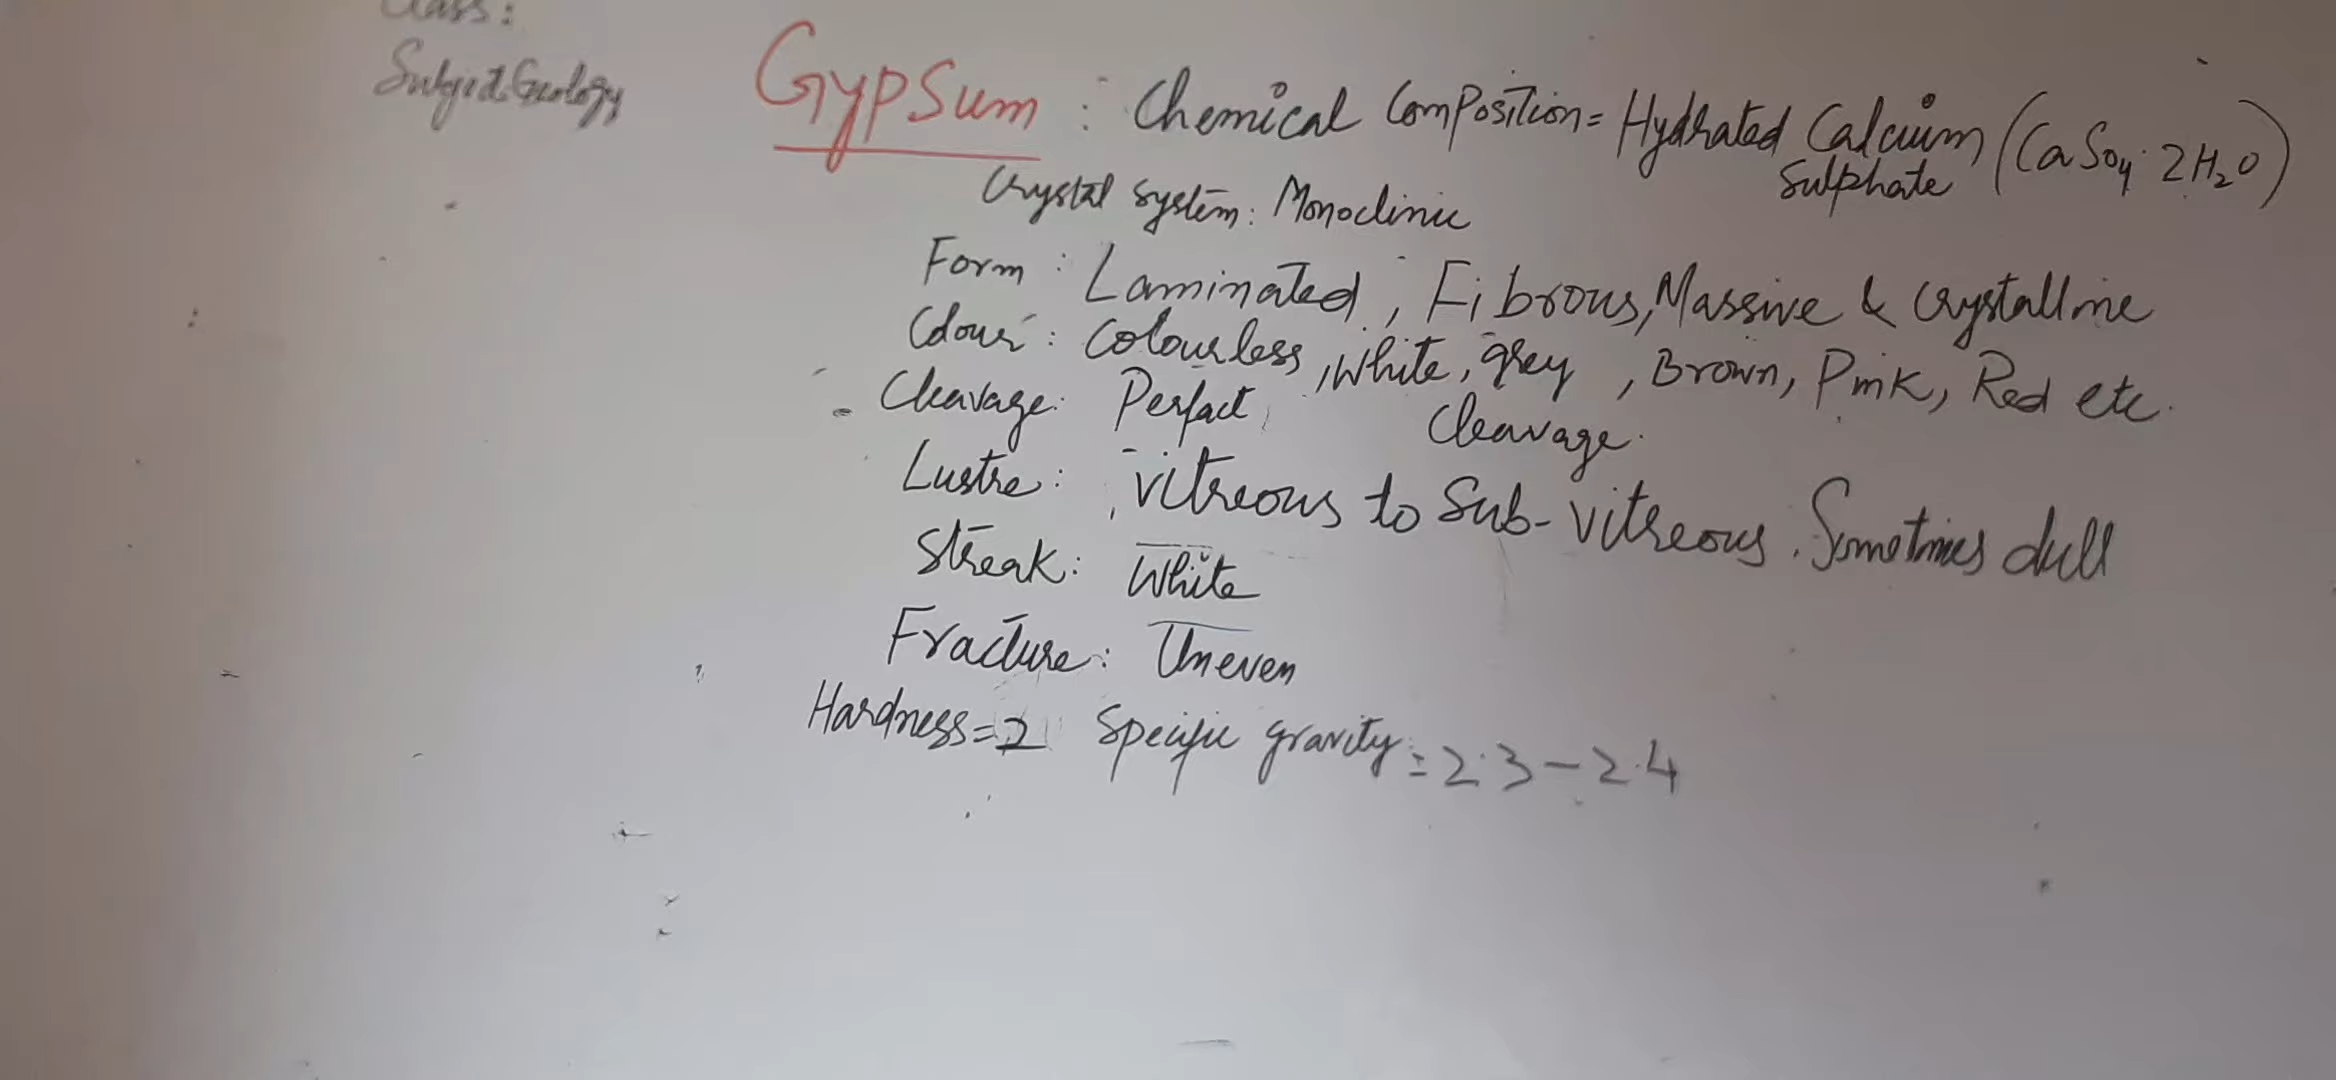 Class:
Subject: Geology
Gypsum : Chemical Composition = Hydrated Calcium Sulphate (CaSo4. 2H2O)
Crystal system: Monoclinic
Form: Laminated, Fibrous, Massive & Crystalline
Colour: Colourless, White, grey, Brown, Pink, Red etc.
Cleavage: Perfact Cleavage.
Lustre: Vitreous to Sub-vitreous. Sometimes dull
Streak: White
Fracture: Uneven
Hardness = 2 Specific gravity = 2.3 - 2.4